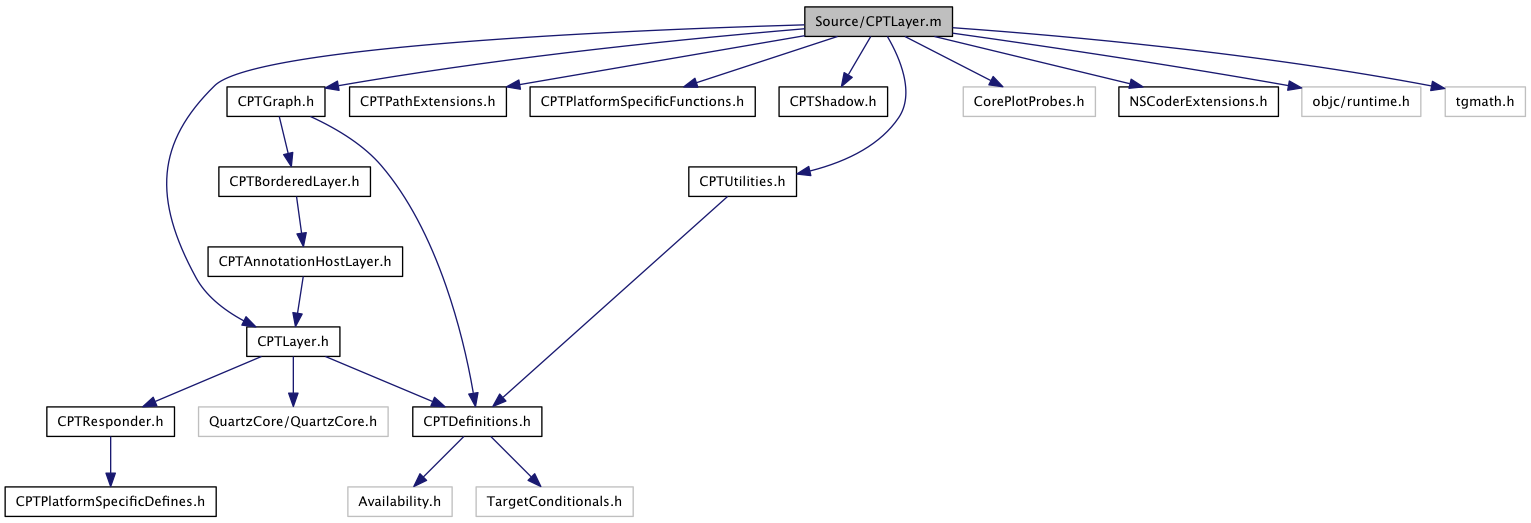 Source/CPTLayer.m
CPTGraph.h
CPTPathExtensions.h
CPTPlatformSpecificFunctions.h
CPTShadow.h
CorePlotProbes.h
NSCoderExtensions.h
objc/runtime.h
tgmath.h
CPTBorderedLayer.h
CPTUtilities.h
CPTAnnotationHostLayer.h
CPTLayer.h
CPTResponder.h
QuartzCore/QuartzCore.h
CPTDefinitions.h
CPTPlatformSpecificDefines.h
Availability.h
TargetConditionals.h